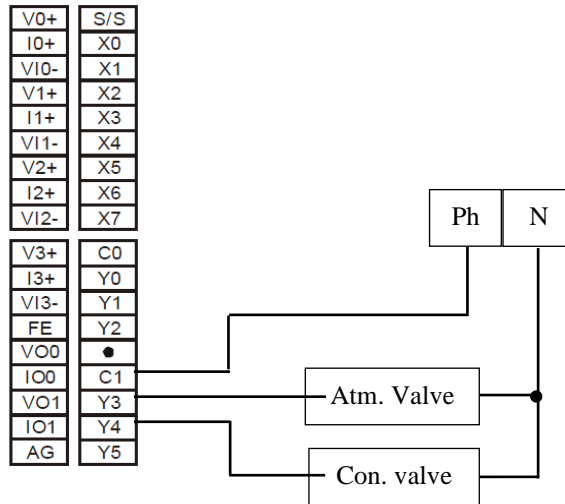 V0+ S/S
I0+ X0
VI0- X1
V1+ X2
I1+ X3
VI1- X4
V2+ X5
I2+ X6
VI2- X7
Ph N
V3+ C0
I3+ Y0
VI3- Y1
FE Y2
VO0 ●
IO0 C1
VO1 Y3
Atm. Valve
IO1 Y4
AG Y5
Con. valve